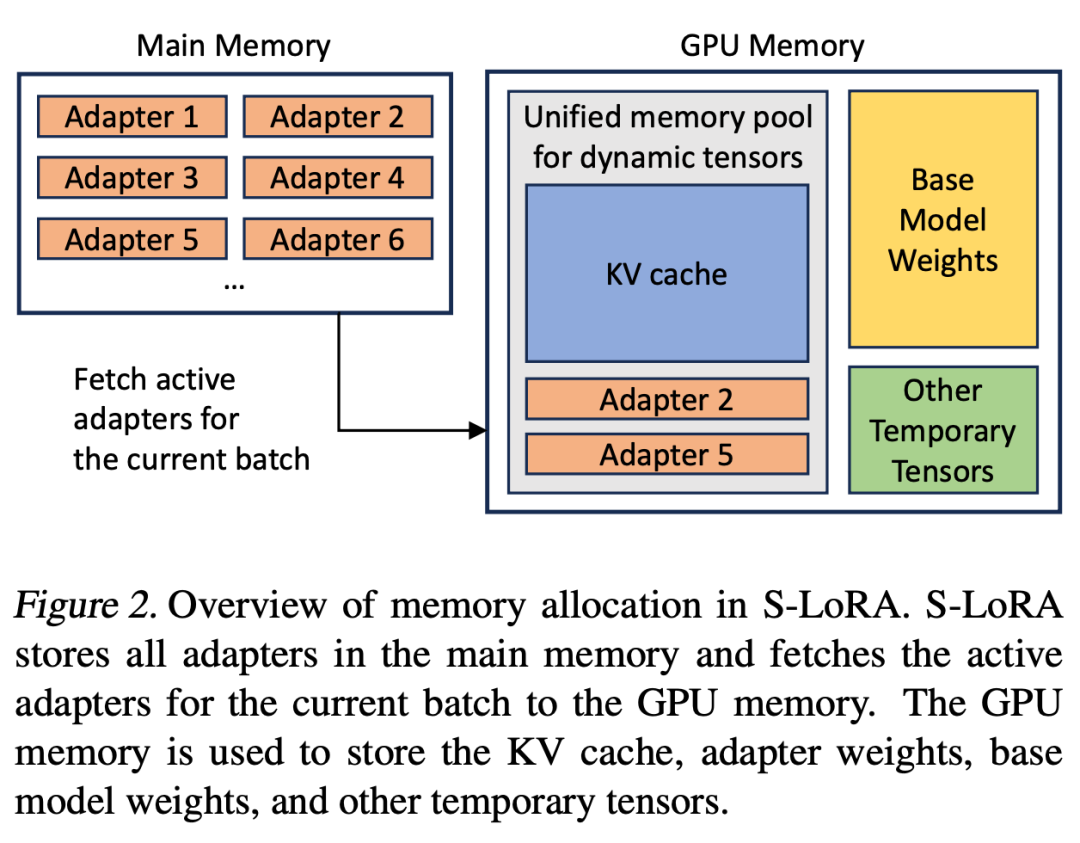 Main Memory
GPU Memory
Adapter 1
Adapter 2
Adapter 3
Adapter 4
Adapter 5
Adapter 6
...
Fetch active
adapters for
the current batch
Unified memory pool
for dynamic tensors
KV cache
Adapter 2
Adapter 5
Base
Model
Weights
Other
Temporary
Tensors
Figure 2. Overview of memory allocation in S-LoRA. S-LoRA
stores all adapters in the main memory and fetches the active
adapters for the current batch to the GPU memory. The GPU
memory is used to store the KV cache, adapter weights, base
model weights, and other temporary tensors.